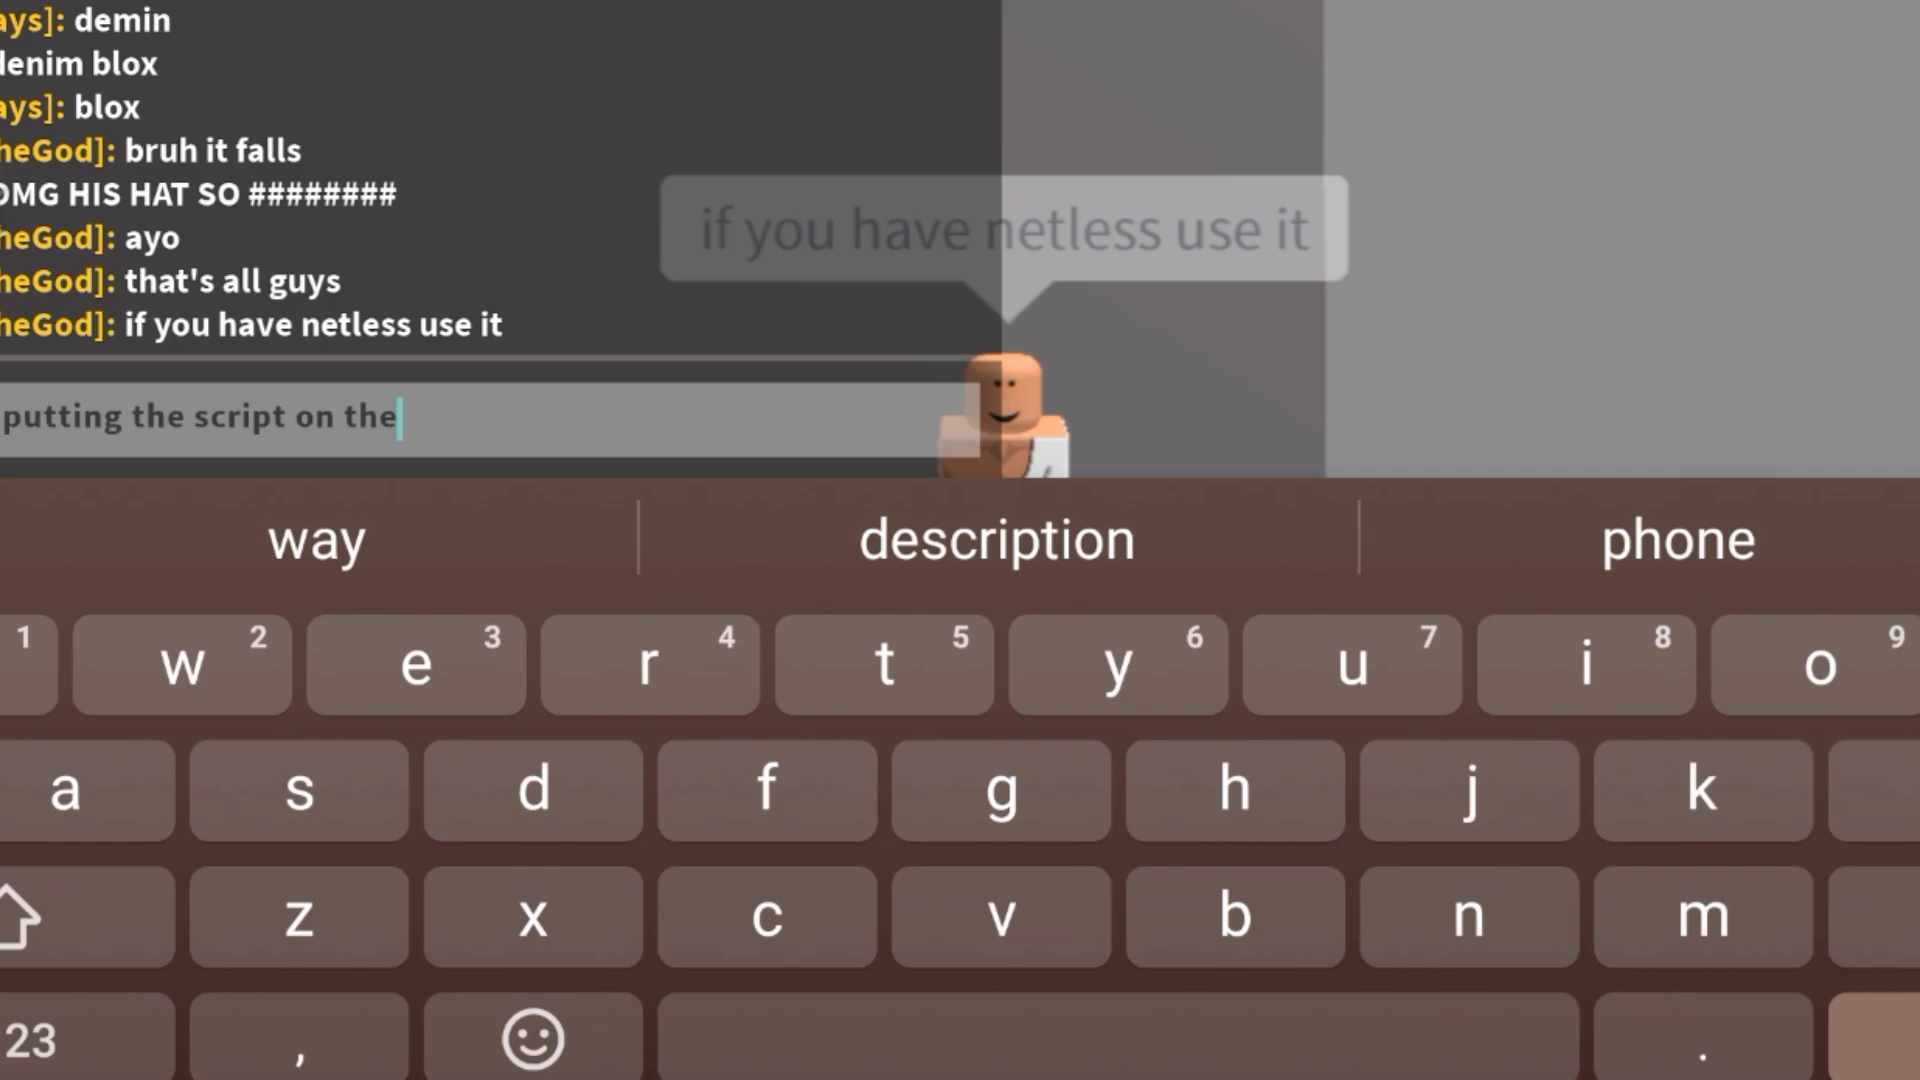 ays]: demin
denim blox
ays]: blox
heGod]: bruh it falls
OMG HIS HAT SO ########
heGod]: ayo
heGod]: that's all guys
heGod]: if you have netless use it
if you have netless use it
putting the script on the
way description phone
1 w 2 e 3 r 4 t 5 y 6 u 7 i 8 o 9
a s d f g h j k
z x c v b n m
23 , .